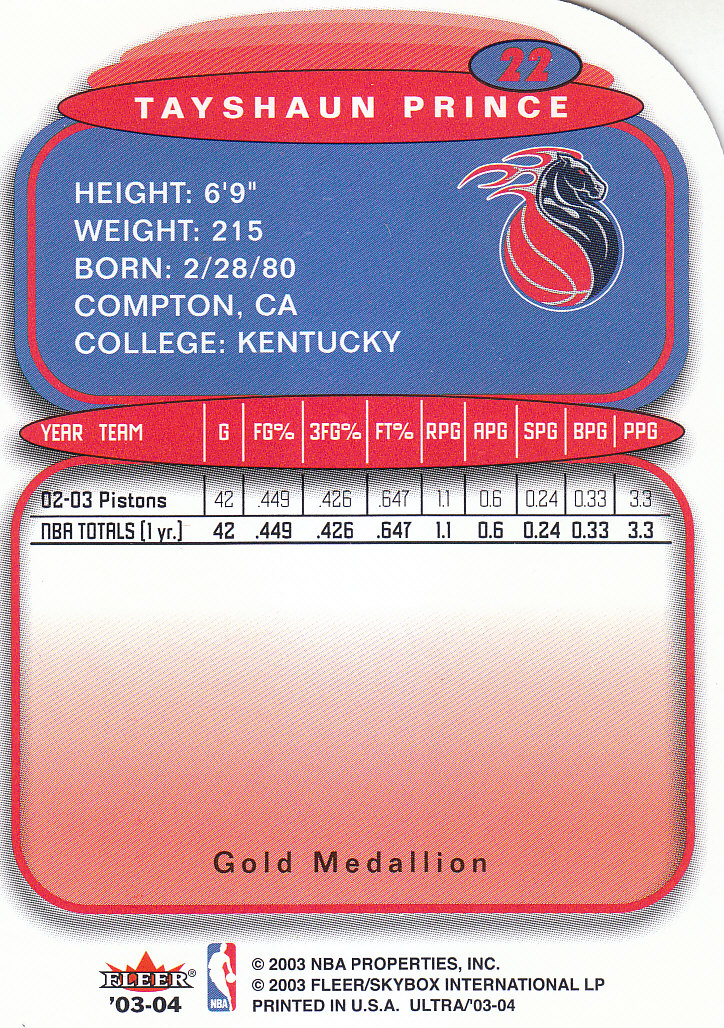 22
TAYSHAUN PRINCE
HEIGHT: 6'9"
WEIGHT: 215
BORN: 2/28/80
COMPTON, CA
COLLEGE: KENTUCKY
YEAR TEAM G FG% 3FG% FT% RPG APG SPG BPG PPG
02-03 Pistons 42 .449 .426 .647 1.1 0.6 0.24 0.33 3.3
NBA TOTALS (1 yr.) 42 .449 .426 .647 1.1 0.6 0.24 0.33 3.3
Gold Medallion
FLEER®
'03-04
NBA
© 2003 NBA PROPERTIES, INC.
© 2003 FLEER/SKYBOX INTERNATIONAL LP
PRINTED IN U.S.A. ULTRA/'03-04